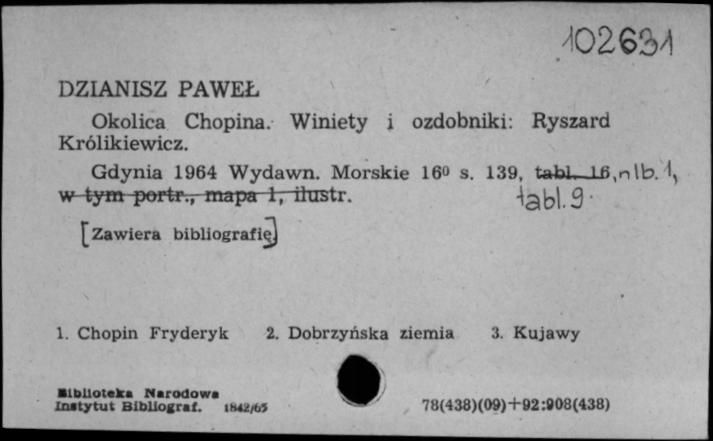 102631
DZIANISZ PAWEŁ
Okolica Chopina. Winiety i ozdobniki: Ryszard
Królikiewicz.
Gdynia 1964 Wydawn. Morskie 16⁰ s. 139, tabl. 16, nlb. 1,
w tym portr., mapa 1, ilustr. tabl. 9.
[Zawiera bibliografię]
1. Chopin Fryderyk 2. Dobrzyńska ziemia 3. Kujawy
Biblioteka Narodowa
Instytut Bibliograf. 1842/65 78(438)(09)+92:908(438)